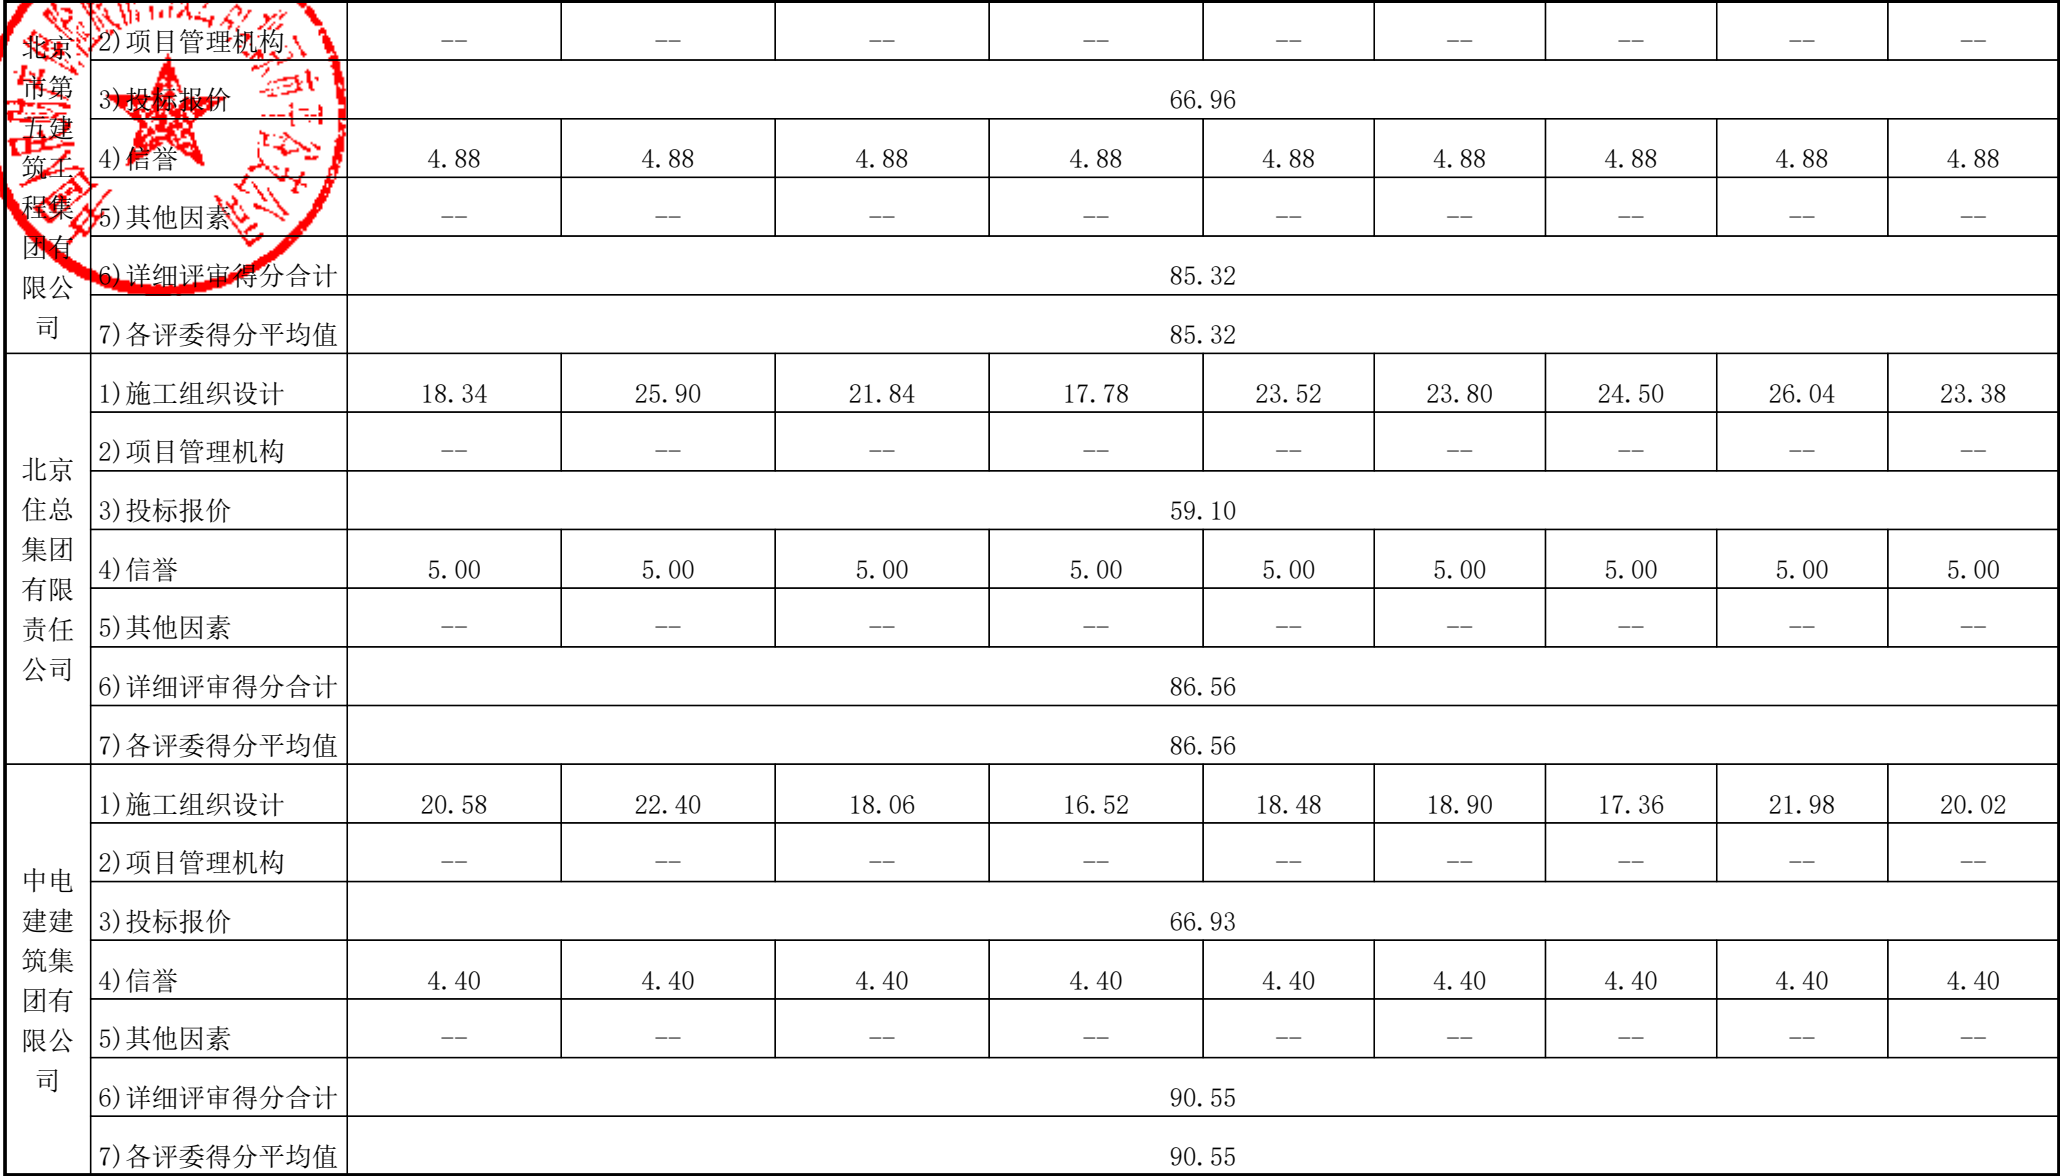 北京市第五建筑工程集团有限公司
2)项目管理机构 -- -- -- -- -- -- -- -- --
3)投标报价 66.96
4)信誉 4.88 4.88 4.88 4.88 4.88 4.88 4.88 4.88 4.88
5)其他因素 -- -- -- -- -- -- -- -- --
6)详细评审得分合计 85.32
7)各评委得分平均值 85.32
北京住总集团有限责任公司
1)施工组织设计 18.34 25.90 21.84 17.78 23.52 23.80 24.50 26.04 23.38
2)项目管理机构 -- -- -- -- -- -- -- -- --
3)投标报价 59.10
4)信誉 5.00 5.00 5.00 5.00 5.00 5.00 5.00 5.00 5.00
5)其他因素 -- -- -- -- -- -- -- -- --
6)详细评审得分合计 86.56
7)各评委得分平均值 86.56
中电建建筑集团有限公司
1)施工组织设计 20.58 22.40 18.06 16.52 18.48 18.90 17.36 21.98 20.02
2)项目管理机构 -- -- -- -- -- -- -- -- --
3)投标报价 66.93
4)信誉 4.40 4.40 4.40 4.40 4.40 4.40 4.40 4.40 4.40
5)其他因素 -- -- -- -- -- -- -- -- --
6)详细评审得分合计 90.55
7)各评委得分平均值 90.55